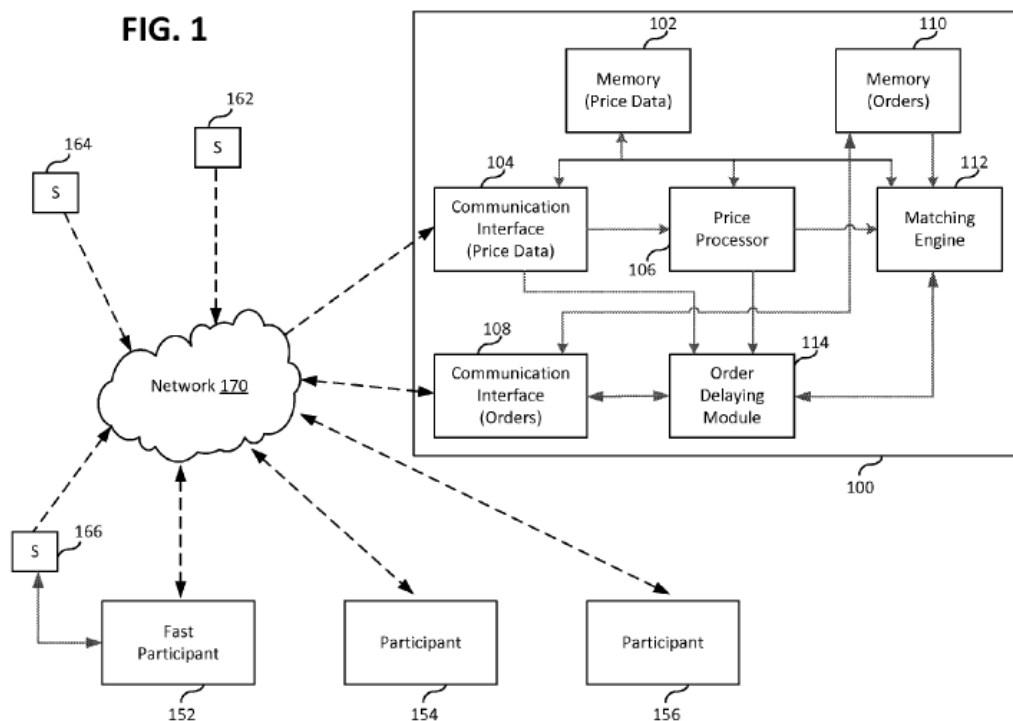 FIG. 1
102
110
Memory
(Price Data)
Memory
(Orders)
162
S
164
S
104
112
Communication
Interface
(Price Data)
Price
Processor
106
Matching
Engine
108
114
Communication
Interface
(Orders)
Order
Delaying
Module
Network 170
100
166
S
Fast
Participant
Participant
Participant
152
154
156